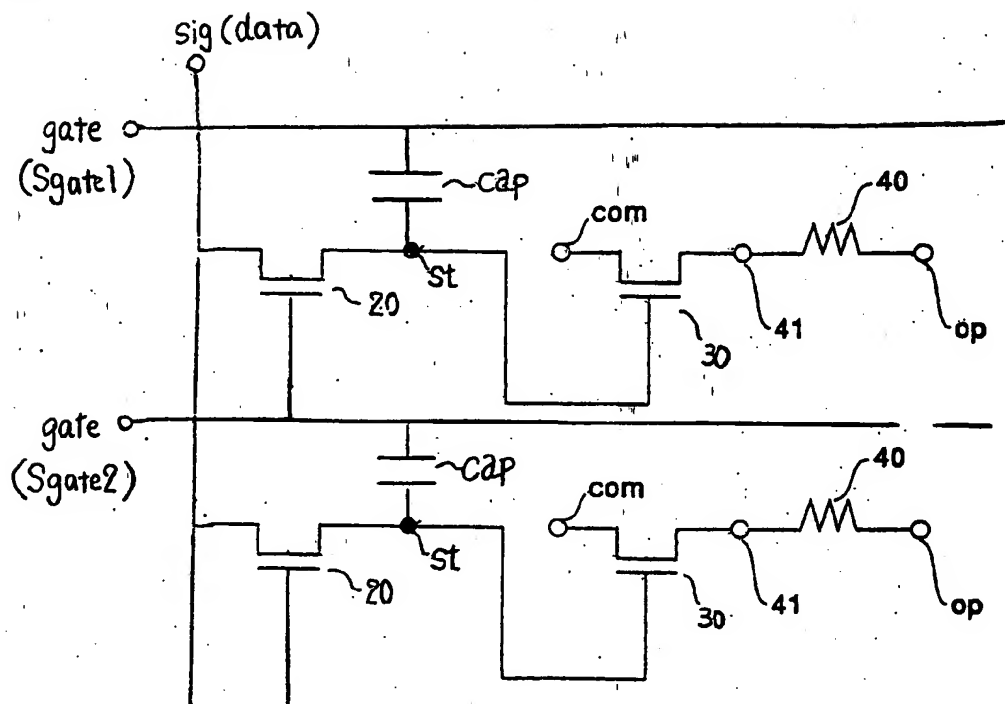 sig (data)
gate
(Sgate1)
cap
com
40
st
20
30
41
op
gate
(Sgate2)
cap
com
40
st
20
30
41
op